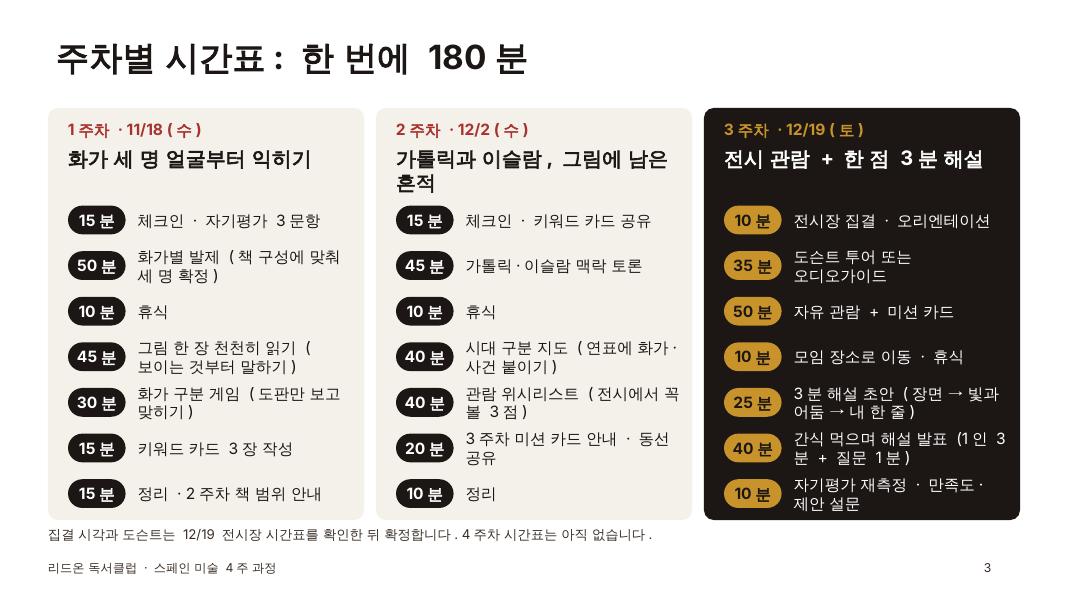 주차별 시간표 : 한 번에 180 분
1 주차 · 11/18 ( 수 )
화가 세 명 얼굴부터 익히기
15 분 체크인 · 자기평가 3 문항
50 분 화가별 발제 ( 책 구성에 맞춰
세 명 확정 )
10 분 휴식
45 분 그림 한 장 천천히 읽기 (
보이는 것부터 말하기 )
30 분 화가 구분 게임 ( 도판만 보고
맞히기 )
15 분 키워드 카드 3 장 작성
15 분 정리 · 2 주차 책 범위 안내
2 주차 · 12/2 ( 수 )
가톨릭과 이슬람 , 그림에 남은
흔적
15 분 체크인 · 키워드 카드 공유
45 분 가톨릭 · 이슬람 맥락 토론
10 분 휴식
40 분 시대 구분 지도 ( 연표에 화가 ·
사건 붙이기 )
40 분 관람 위시리스트 ( 전시에서 꼭
볼 3 점 )
20 분 3 주차 미션 카드 안내 · 동선
공유
10 분 정리
3 주차 · 12/19 ( 토 )
전시 관람 + 한 점 3 분 해설
10 분 전시장 집결 · 오리엔테이션
35 분 도슨트 투어 또는
오디오가이드
50 분 자유 관람 + 미션 카드
10 분 모임 장소로 이동 · 휴식
25 분 3 분 해설 초안 ( 장면 → 빛과
어둠 → 내 한 줄 )
40 분 간식 먹으며 해설 발표 (1 인 3
분 + 질문 1 분 )
10 분 자기평가 재측정 · 만족도 ·
제안 설문
집결 시각과 도슨트는 12/19 전시장 시간표를 확인한 뒤 확정합니다 . 4 주차 시간표는 아직 없습니다 .
리드온 독서클럽 · 스페인 미술 4 주 과정
3